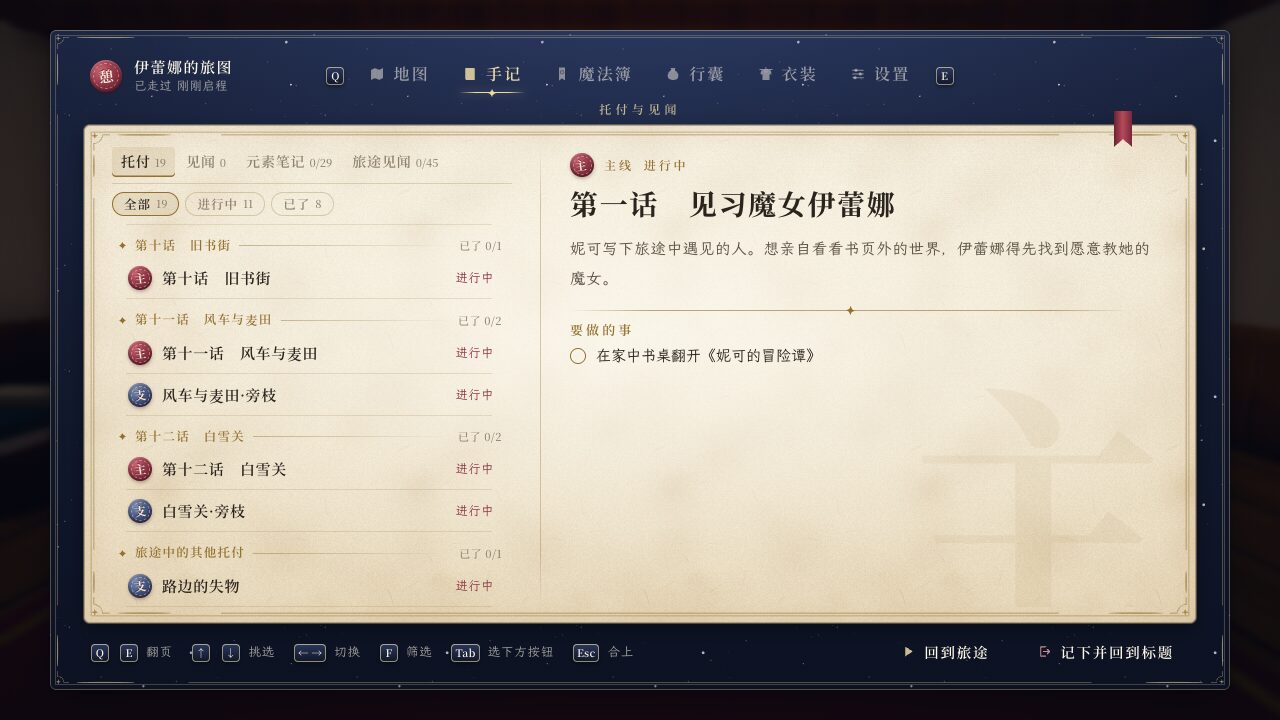 憩
伊蕾娜的旅图
已走过 刚刚启程
Q 地图 手记 魔法簿 行囊 衣装 设置 E
托付与见闻
托付 19 见闻 0 元素笔记 0/29 旅途见闻 0/45
全部 19 进行中 11 已了 8
第十话 旧书街 已了 0/1
主 第十话 旧书街 进行中
第十一话 风车与麦田 已了 0/2
主 第十一话 风车与麦田 进行中
支 风车与麦田·旁枝 进行中
第十二话 白雪关 已了 0/2
主 第十二话 白雪关 进行中
支 白雪关·旁枝 进行中
旅途中的其他托付 已了 0/1
支 路边的失物 进行中
主 主线 进行中
第一话 见习魔女伊蕾娜
妮可写下旅途中遇见的人。想亲自看看书页外的世界，伊蕾娜得先找到愿意教她的
魔女。
要做的事
在家中书桌翻开《妮可的冒险谭》
主
Q E 翻页 ↑ ↓ 挑选 ←→ 切换 F 筛选 Tab 选下方按钮 Esc 合上
回到旅途 记下并回到标题